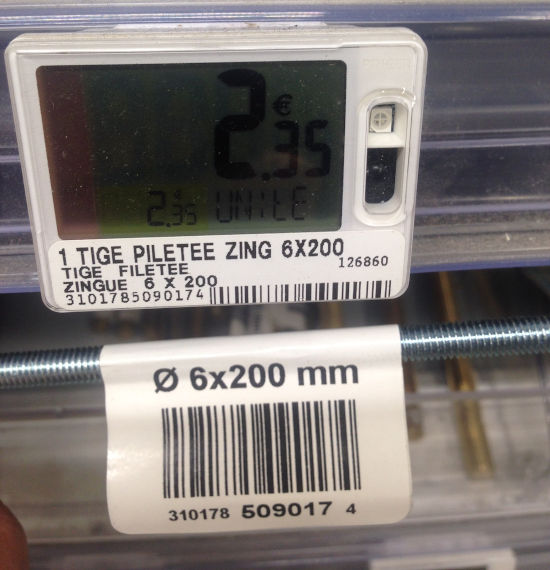 2€.35
2€.35 UNItE
1 TIGE PILETEE ZING 6X200
126860
TIGE FILETEE
ZINGUE 6 X 200
3101785090174
Ø 6x200 mm
310178 509017 4